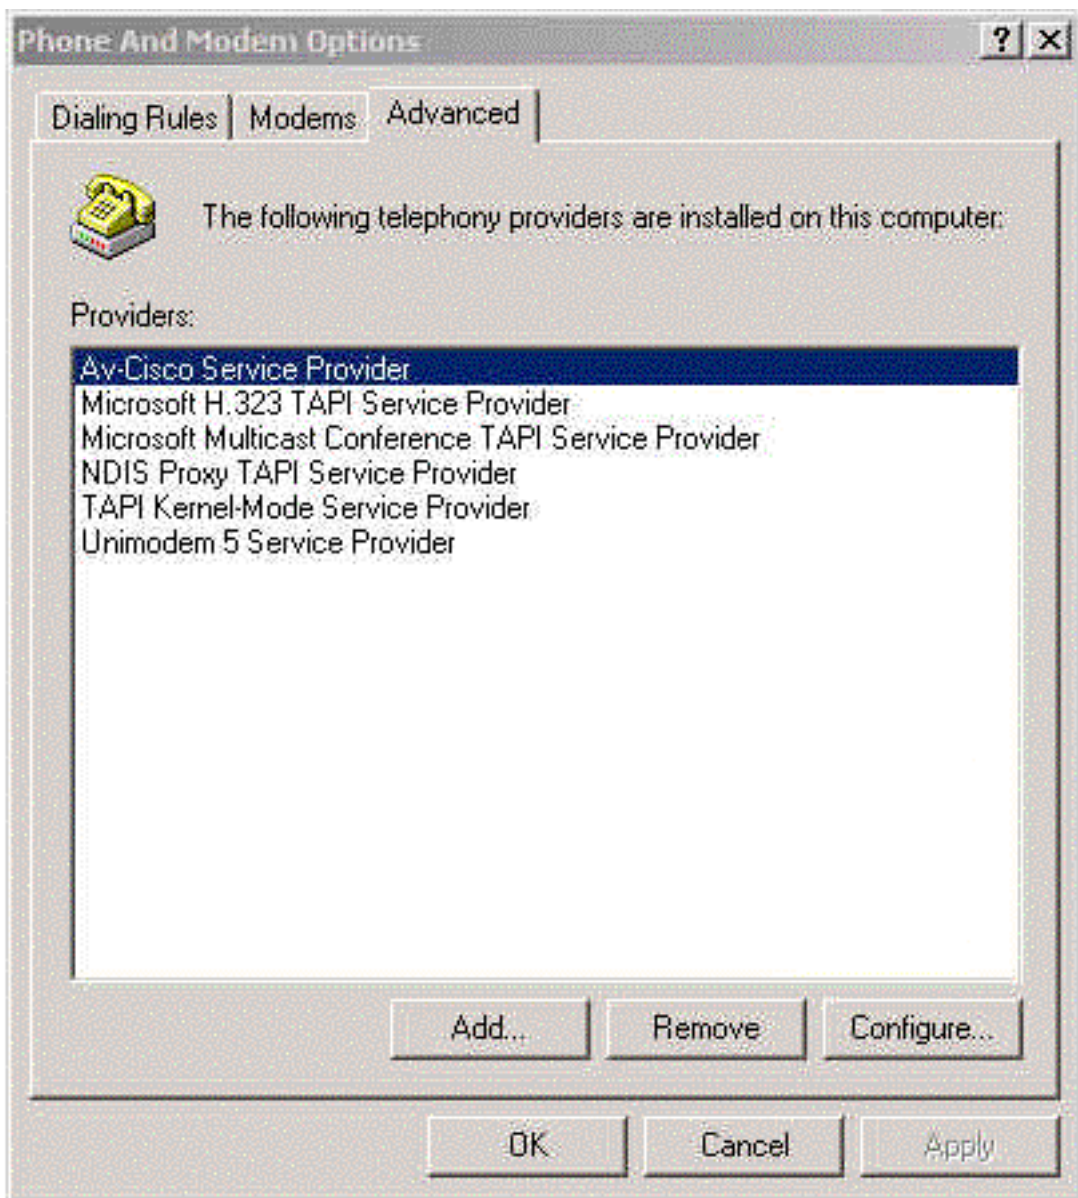 Phone And Modem Options
Dialing Rules Modems Advanced
The following telephony providers are installed on this computer:
Providers:
Av-Cisco Service Provider
Microsoft H.323 TAPI Service Provider
Microsoft Multicast Conference TAPI Service Provider
NDIS Proxy TAPI Service Provider
TAPI Kernel-Mode Service Provider
Unimodem 5 Service Provider
Add... Remove Configure...
OK Cancel Apply